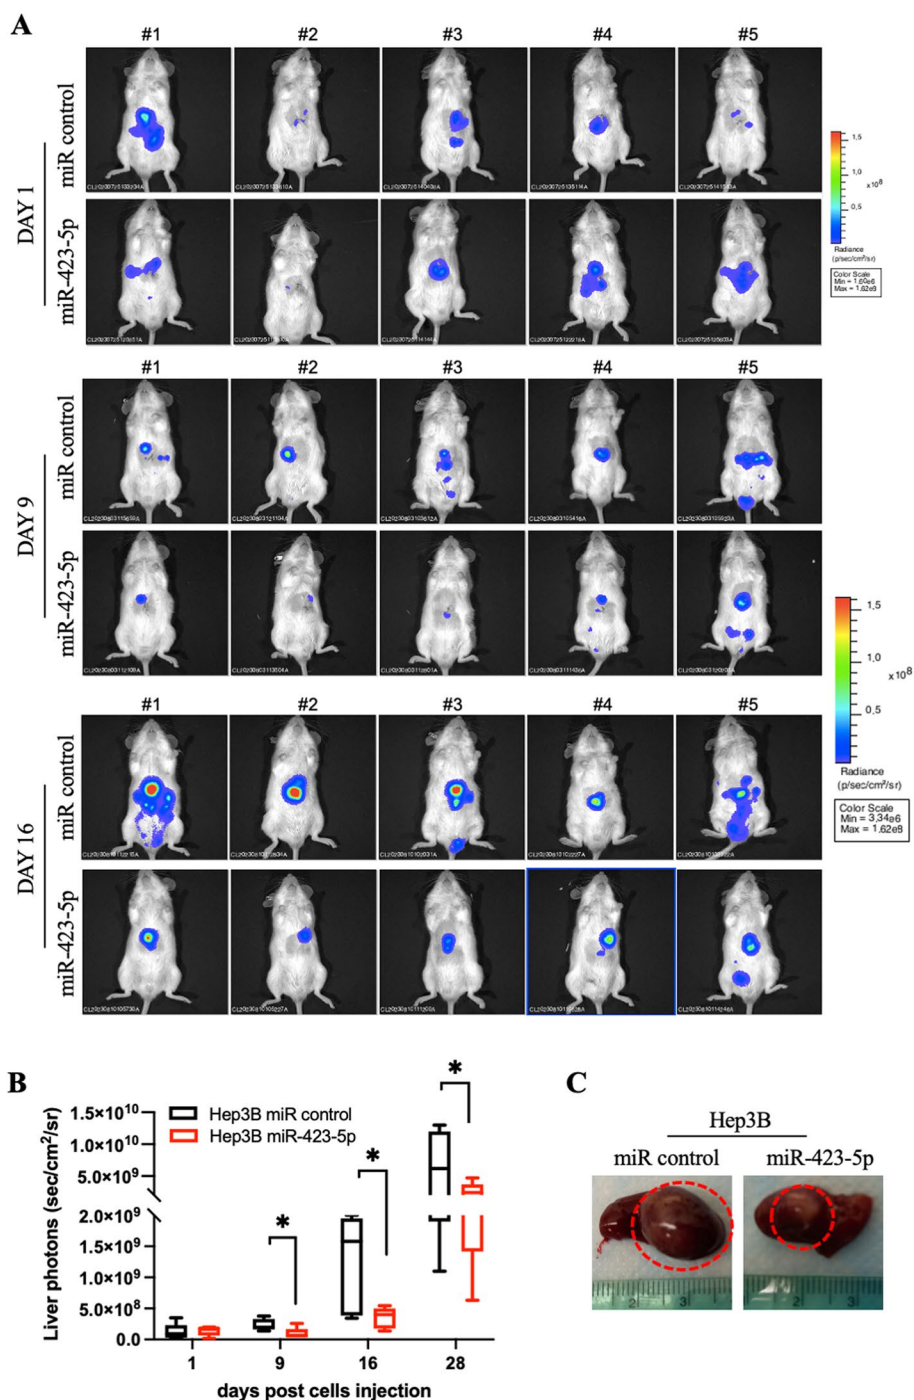 A
#1 #2 #3 #4 #5
DAY 1
miR control
miR-423-5p
1,5
1,0
x10⁸
0,5
Radiance
(p/sec/cm²/sr)
Color Scale
Min = 1,60e6
Max = 1,62e8
#1 #2 #3 #4 #5
DAY 9
miR control
miR-423-5p
#1 #2 #3 #4 #5
DAY 16
miR control
miR-423-5p
1,5
1,0
x10⁸
0,5
Radiance
(p/sec/cm²/sr)
Color Scale
Min = 3,34e6
Max = 1,62e8
B
Liver photons (sec/cm2/sr)
1.5×10¹⁰
1.0×10¹⁰
5.0×10⁹
2.0×10⁹
1.5×10⁹
1.0×10⁹
5.0×10⁸
0.0
Hep3B miR control
Hep3B miR-423-5p
* * *
1 9 16 28
days post cells injection
C
Hep3B
miR control miR-423-5p
2 3 2 3